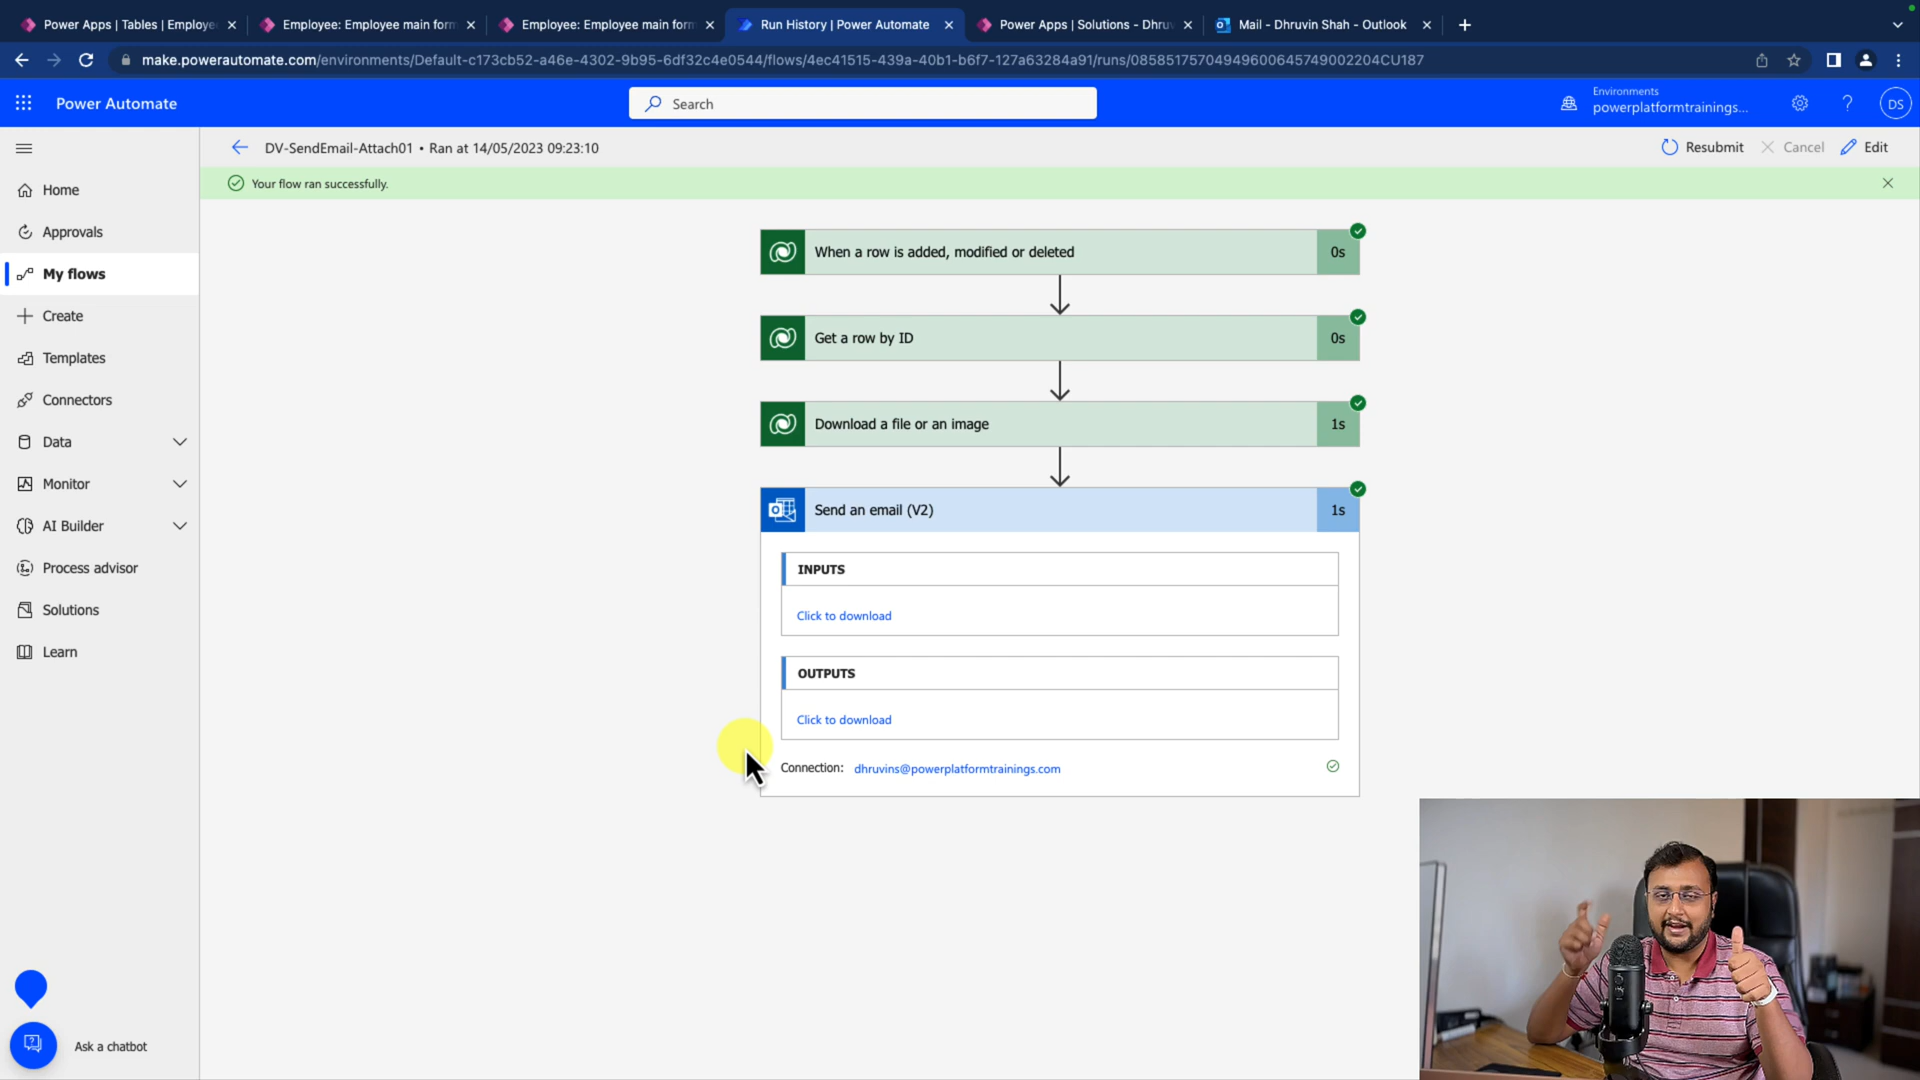 Power Apps | Tables | Employe
Employee: Employee main form
Employee: Employee main form
Run History | Power Automate
Power Apps | Solutions - Dhruv
Mail - Dhruvin Shah - Outlook
make.powerautomate.com/environments/Default-c173cb52-a46e-4302-9b95-6df32c4e0544/flows/4ec41515-439a-40b1-b6f7-127a63284a91/runs/08585175704949600645749002204CU187
Power Automate
Search
Environments
powerplatformtrainings...
DS
DV-SendEmail-Attach01 • Ran at 14/05/2023 09:23:10
Resubmit
Cancel
Edit
Your flow ran successfully.
Home
Approvals
My flows
Create
Templates
Connectors
Data
Monitor
AI Builder
Process advisor
Solutions
Learn
Ask a chatbot
When a row is added, modified or deleted
0s
Get a row by ID
0s
Download a file or an image
1s
Send an email (V2)
1s
INPUTS
Click to download
OUTPUTS
Click to download
Connection: dhruvins@powerplatformtrainings.com